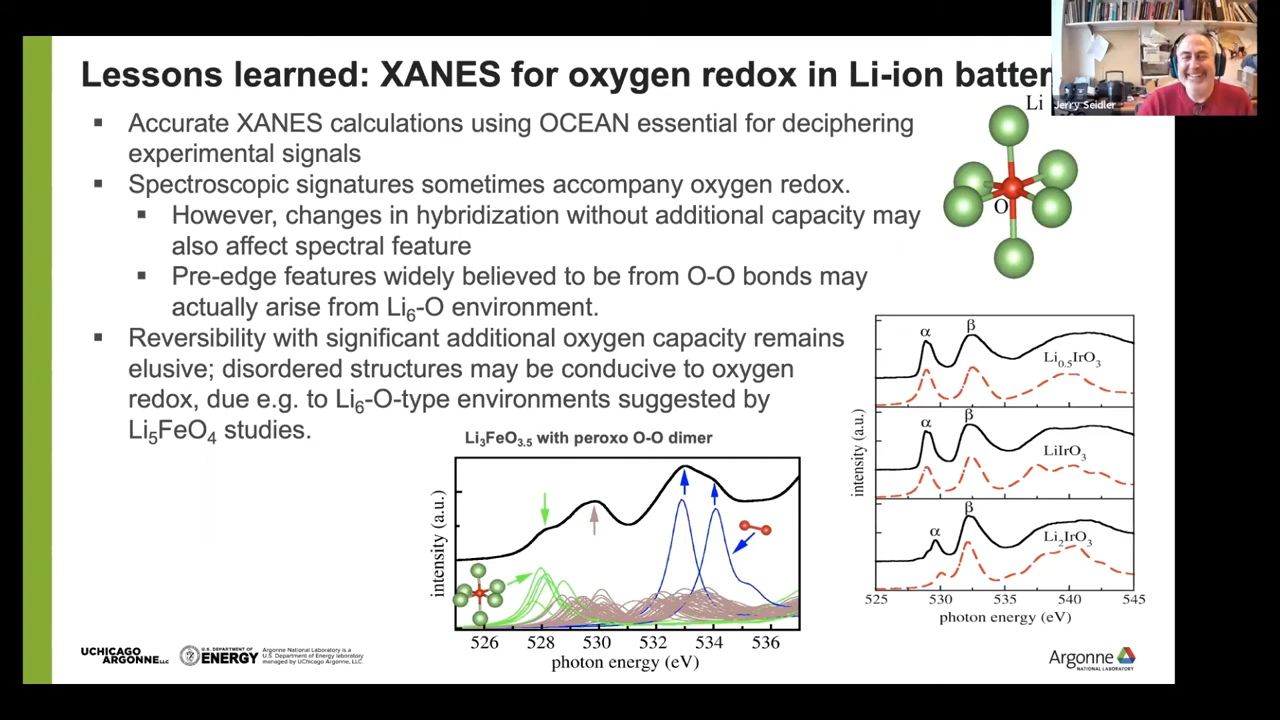 Lessons learned: XANES for oxygen redox in Li-ion batter
Jerry Seidler
▪ Accurate XANES calculations using OCEAN essential for deciphering
experimental signals
▪ Spectroscopic signatures sometimes accompany oxygen redox.
▪ However, changes in hybridization without additional capacity may
also affect spectral feature
▪ Pre-edge features widely believed to be from O-O bonds may
actually arise from Li₆-O environment.
▪ Reversibility with significant additional oxygen capacity remains
elusive; disordered structures may be conducive to oxygen
redox, due e.g. to Li₆-O-type environments suggested by
Li₅FeO₄ studies.
Li
O
Li₃FeO₃.₅ with peroxo O-O dimer
intensity (a.u.)
526 528 530 532 534 536
photon energy (eV)
α β
Li₀.₅IrO₃
α β
LiIrO₃
α β
Li₂IrO₃
intensity (a.u.)
525 530 535 540 545
photon energy (eV)
UCHICAGO
ARGONNE LLC
U.S. DEPARTMENT OF
ENERGY
Argonne National Laboratory is a
U.S. Department of Energy laboratory
managed by UChicago Argonne, LLC.
Argonne
NATIONAL LABORATORY